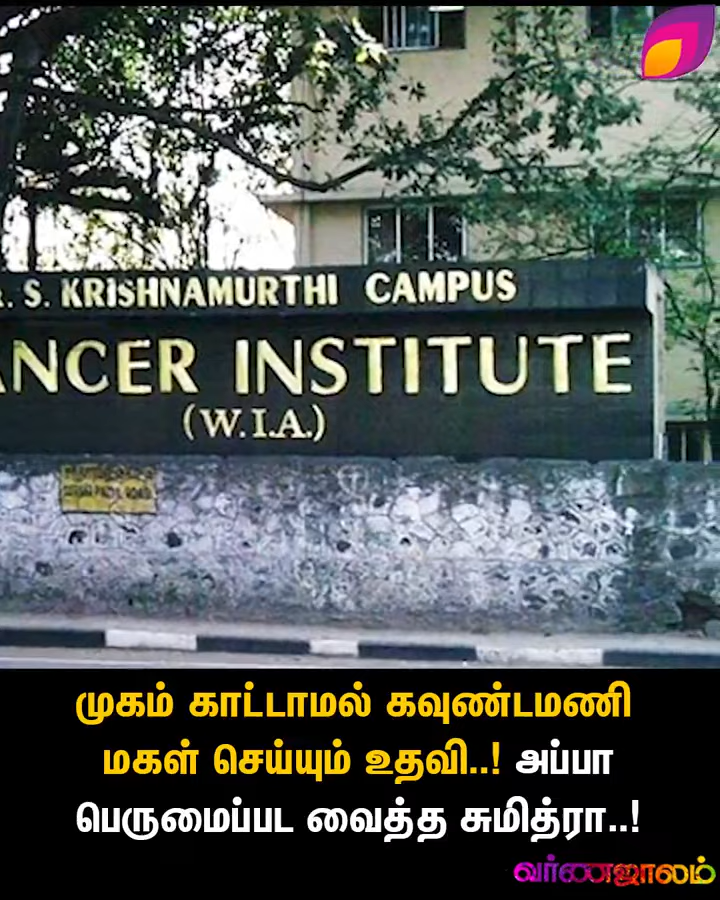 . S. KRISHNAMURTHI CAMPUS
ANCER INSTITUTE
(W.I.A.)
முகம் காட்டாமல் கவுண்டமணி
மகள் செய்யும் உதவி..! அப்பா
பெருமைப்பட வைத்த சுமித்ரா..!
வர்ணஜாலம்